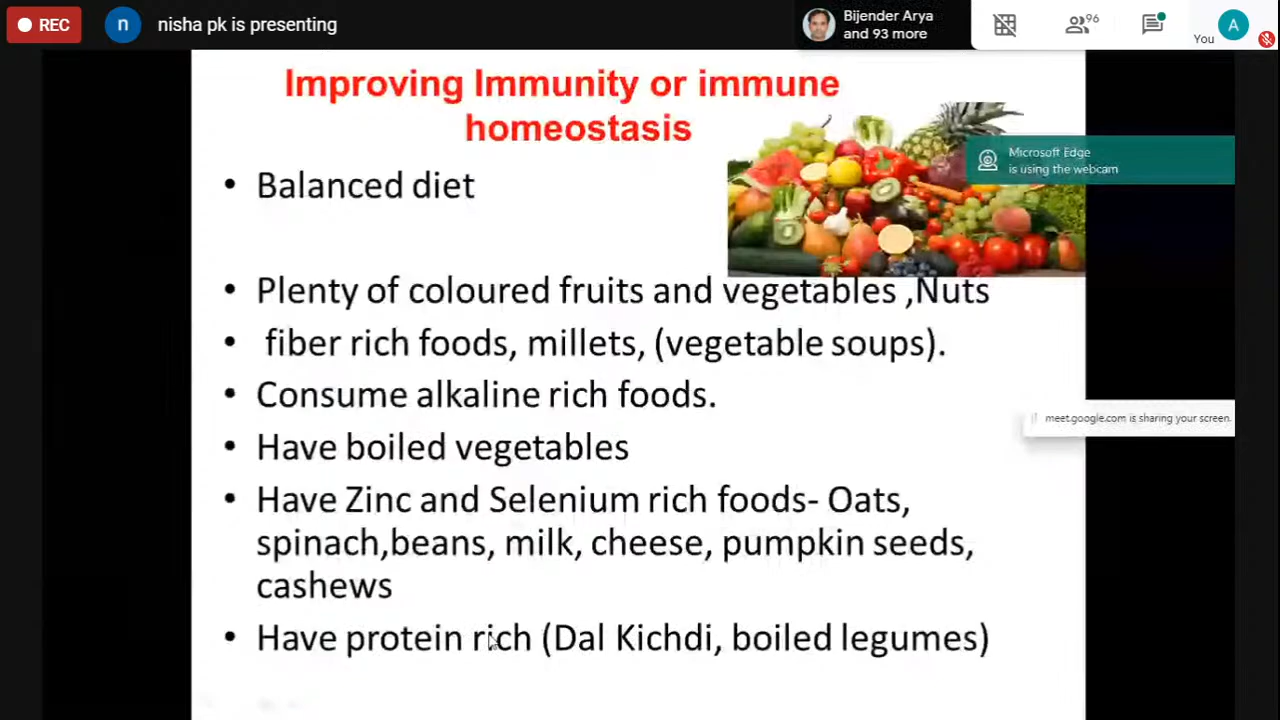 REC
n
nisha pk is presenting
Bijender Arya
and 93 more
96
You
A
Improving Immunity or immune
homeostasis
Microsoft Edge
is using the webcam
• Balanced diet
• Plenty of coloured fruits and vegetables ,Nuts
• fiber rich foods, millets, (vegetable soups).
• Consume alkaline rich foods.
meet.google.com is sharing your screen.
• Have boiled vegetables
• Have Zinc and Selenium rich foods- Oats,
spinach,beans, milk, cheese, pumpkin seeds,
cashews
• Have protein rich (Dal Kichdi, boiled legumes)